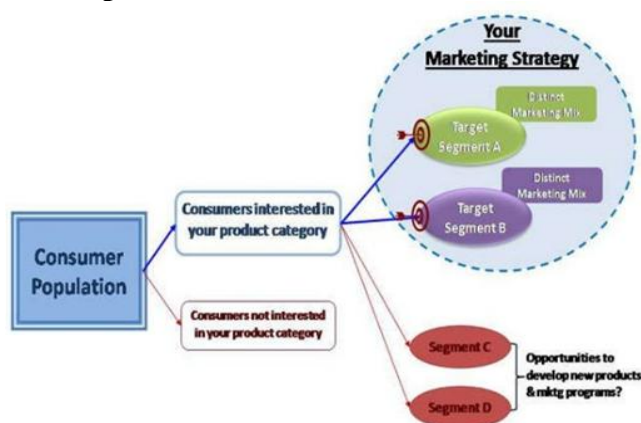 Your
Marketing Strategy
Distinct
Marketing Mix
Target
Segment A
Distinct
Marketing Mix
Target
Segment B
Consumers interested in
your product category
Consumer
Population
Consumers not interested
in your product category
Segment C
Opportunities to
develop new products
& mktg programs?
Segment D